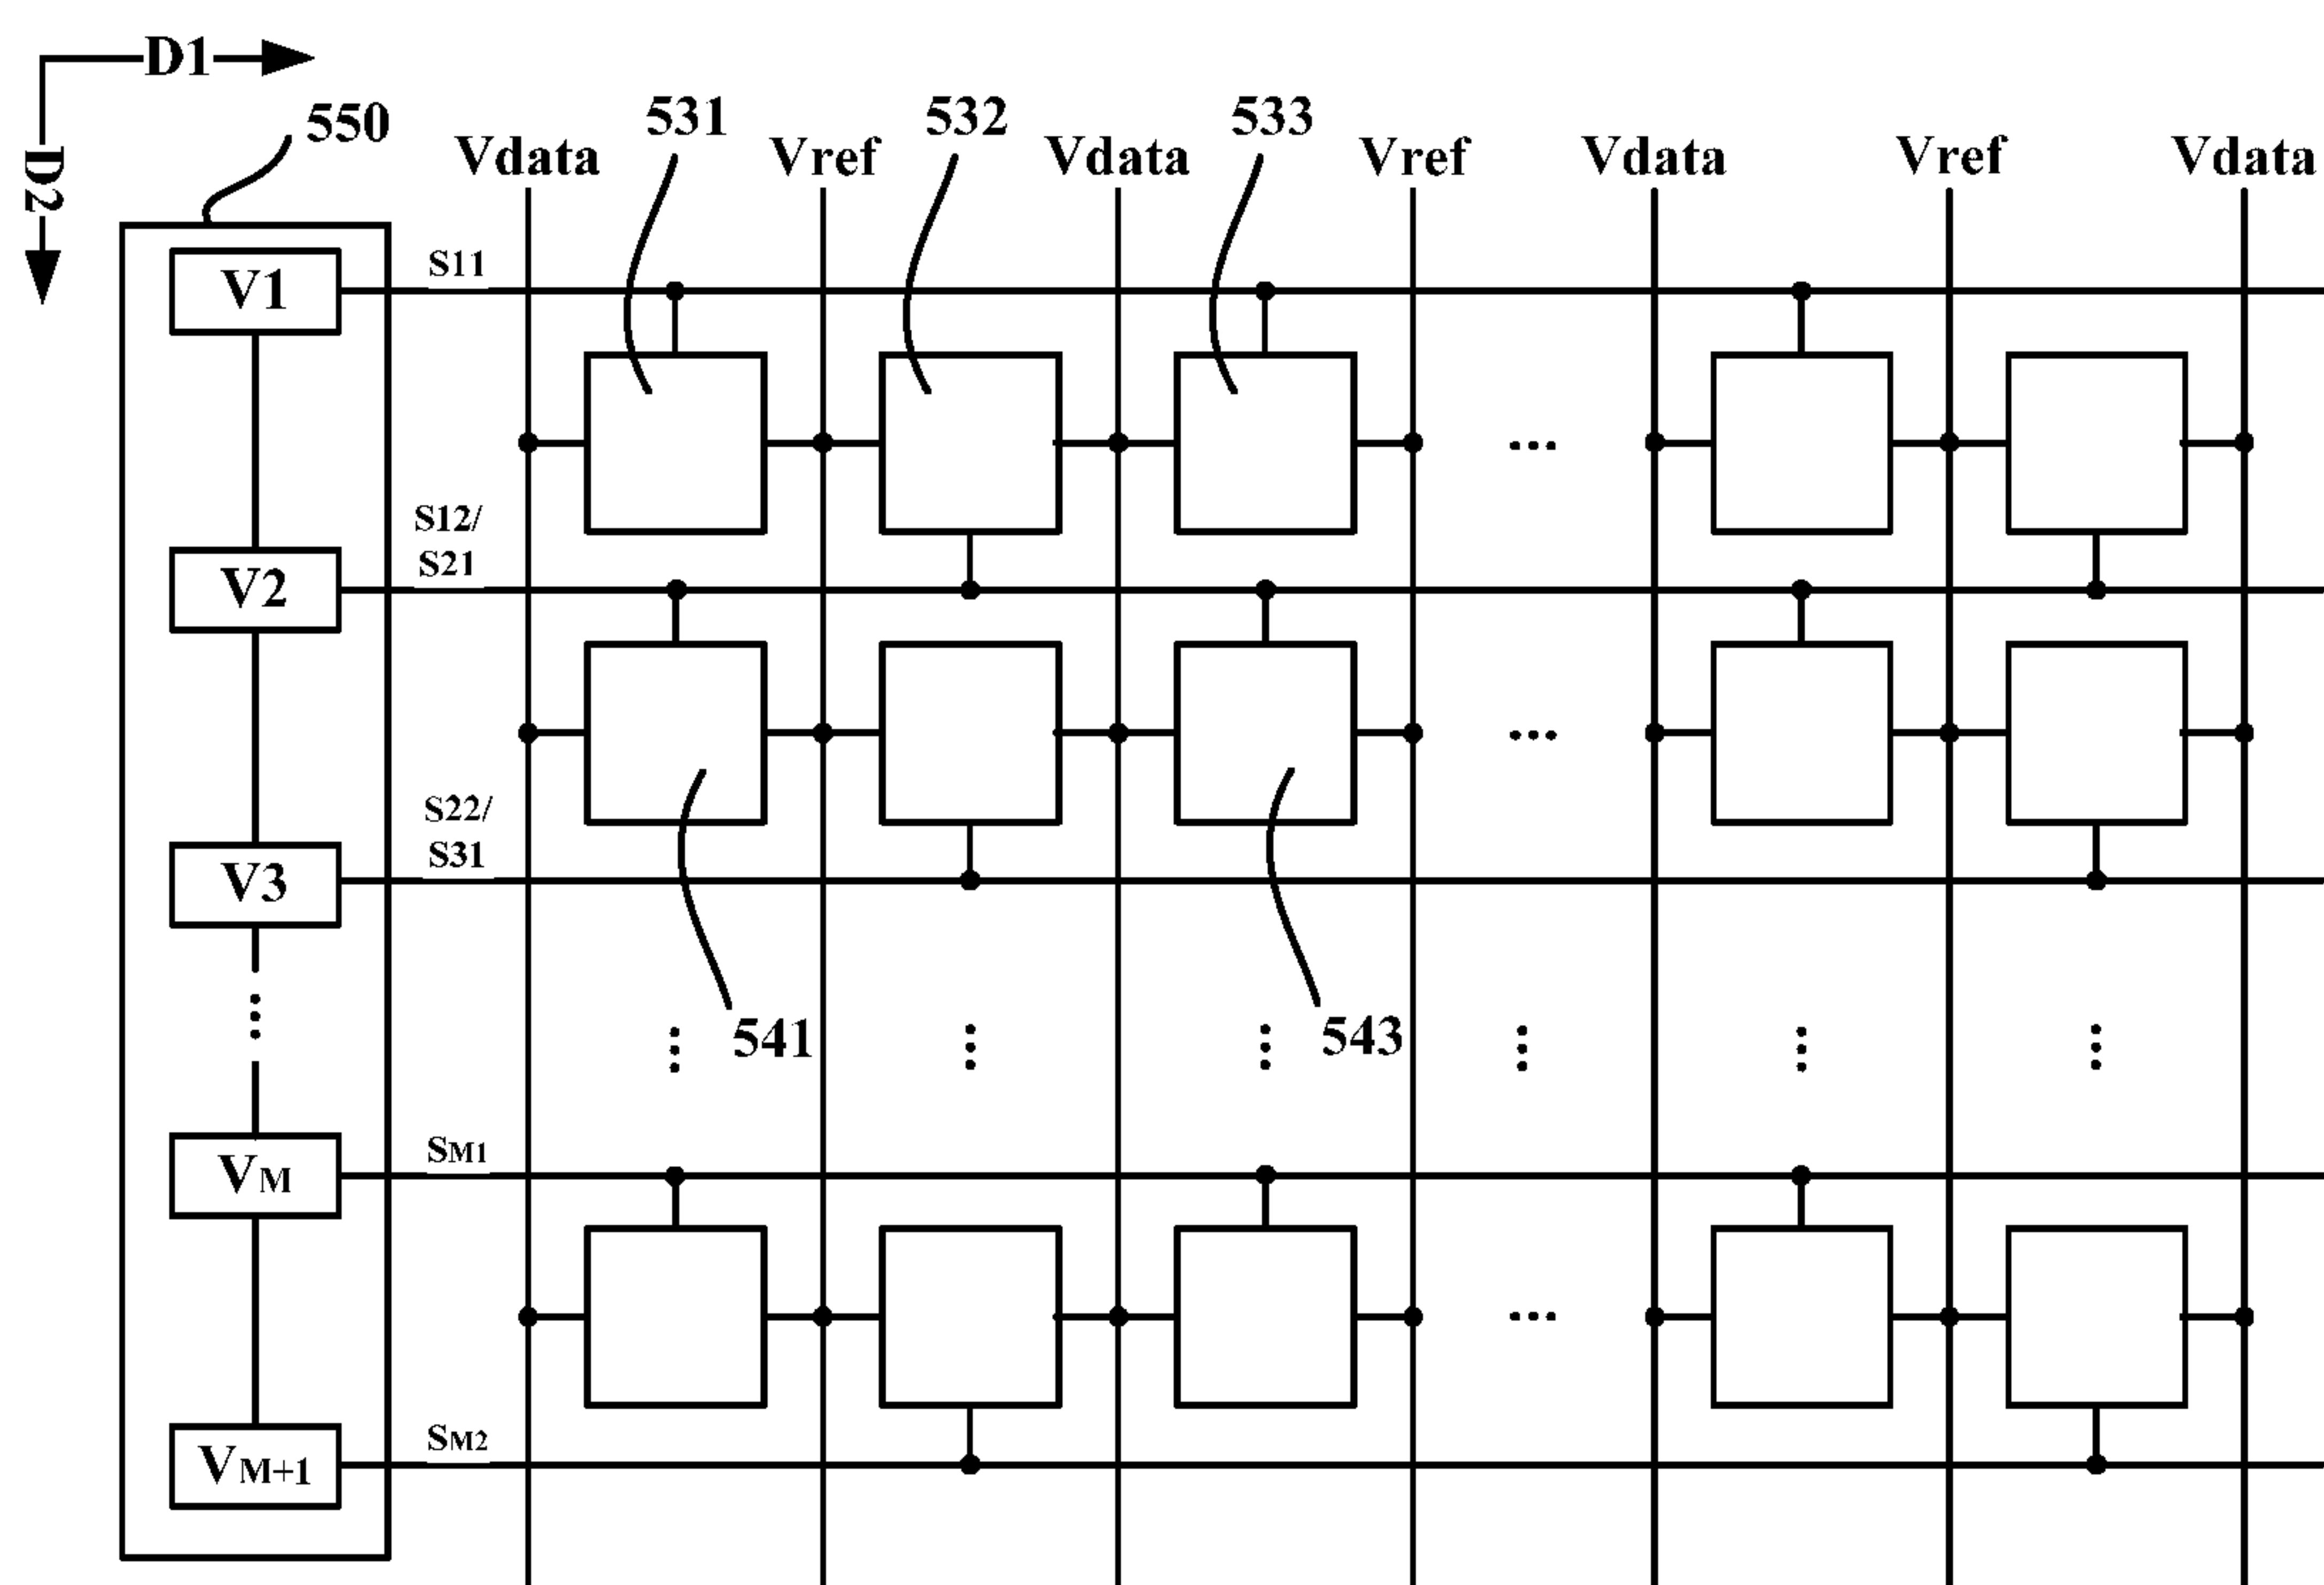 D1
D2
550
531
532
533
Vdata
Vref
Vdata
Vref
Vdata
Vref
Vdata
V1
S11
...
S12/
S21
V2
...
S22/
S31
V3
541
543
VM
SM1
...
VM+1
SM2